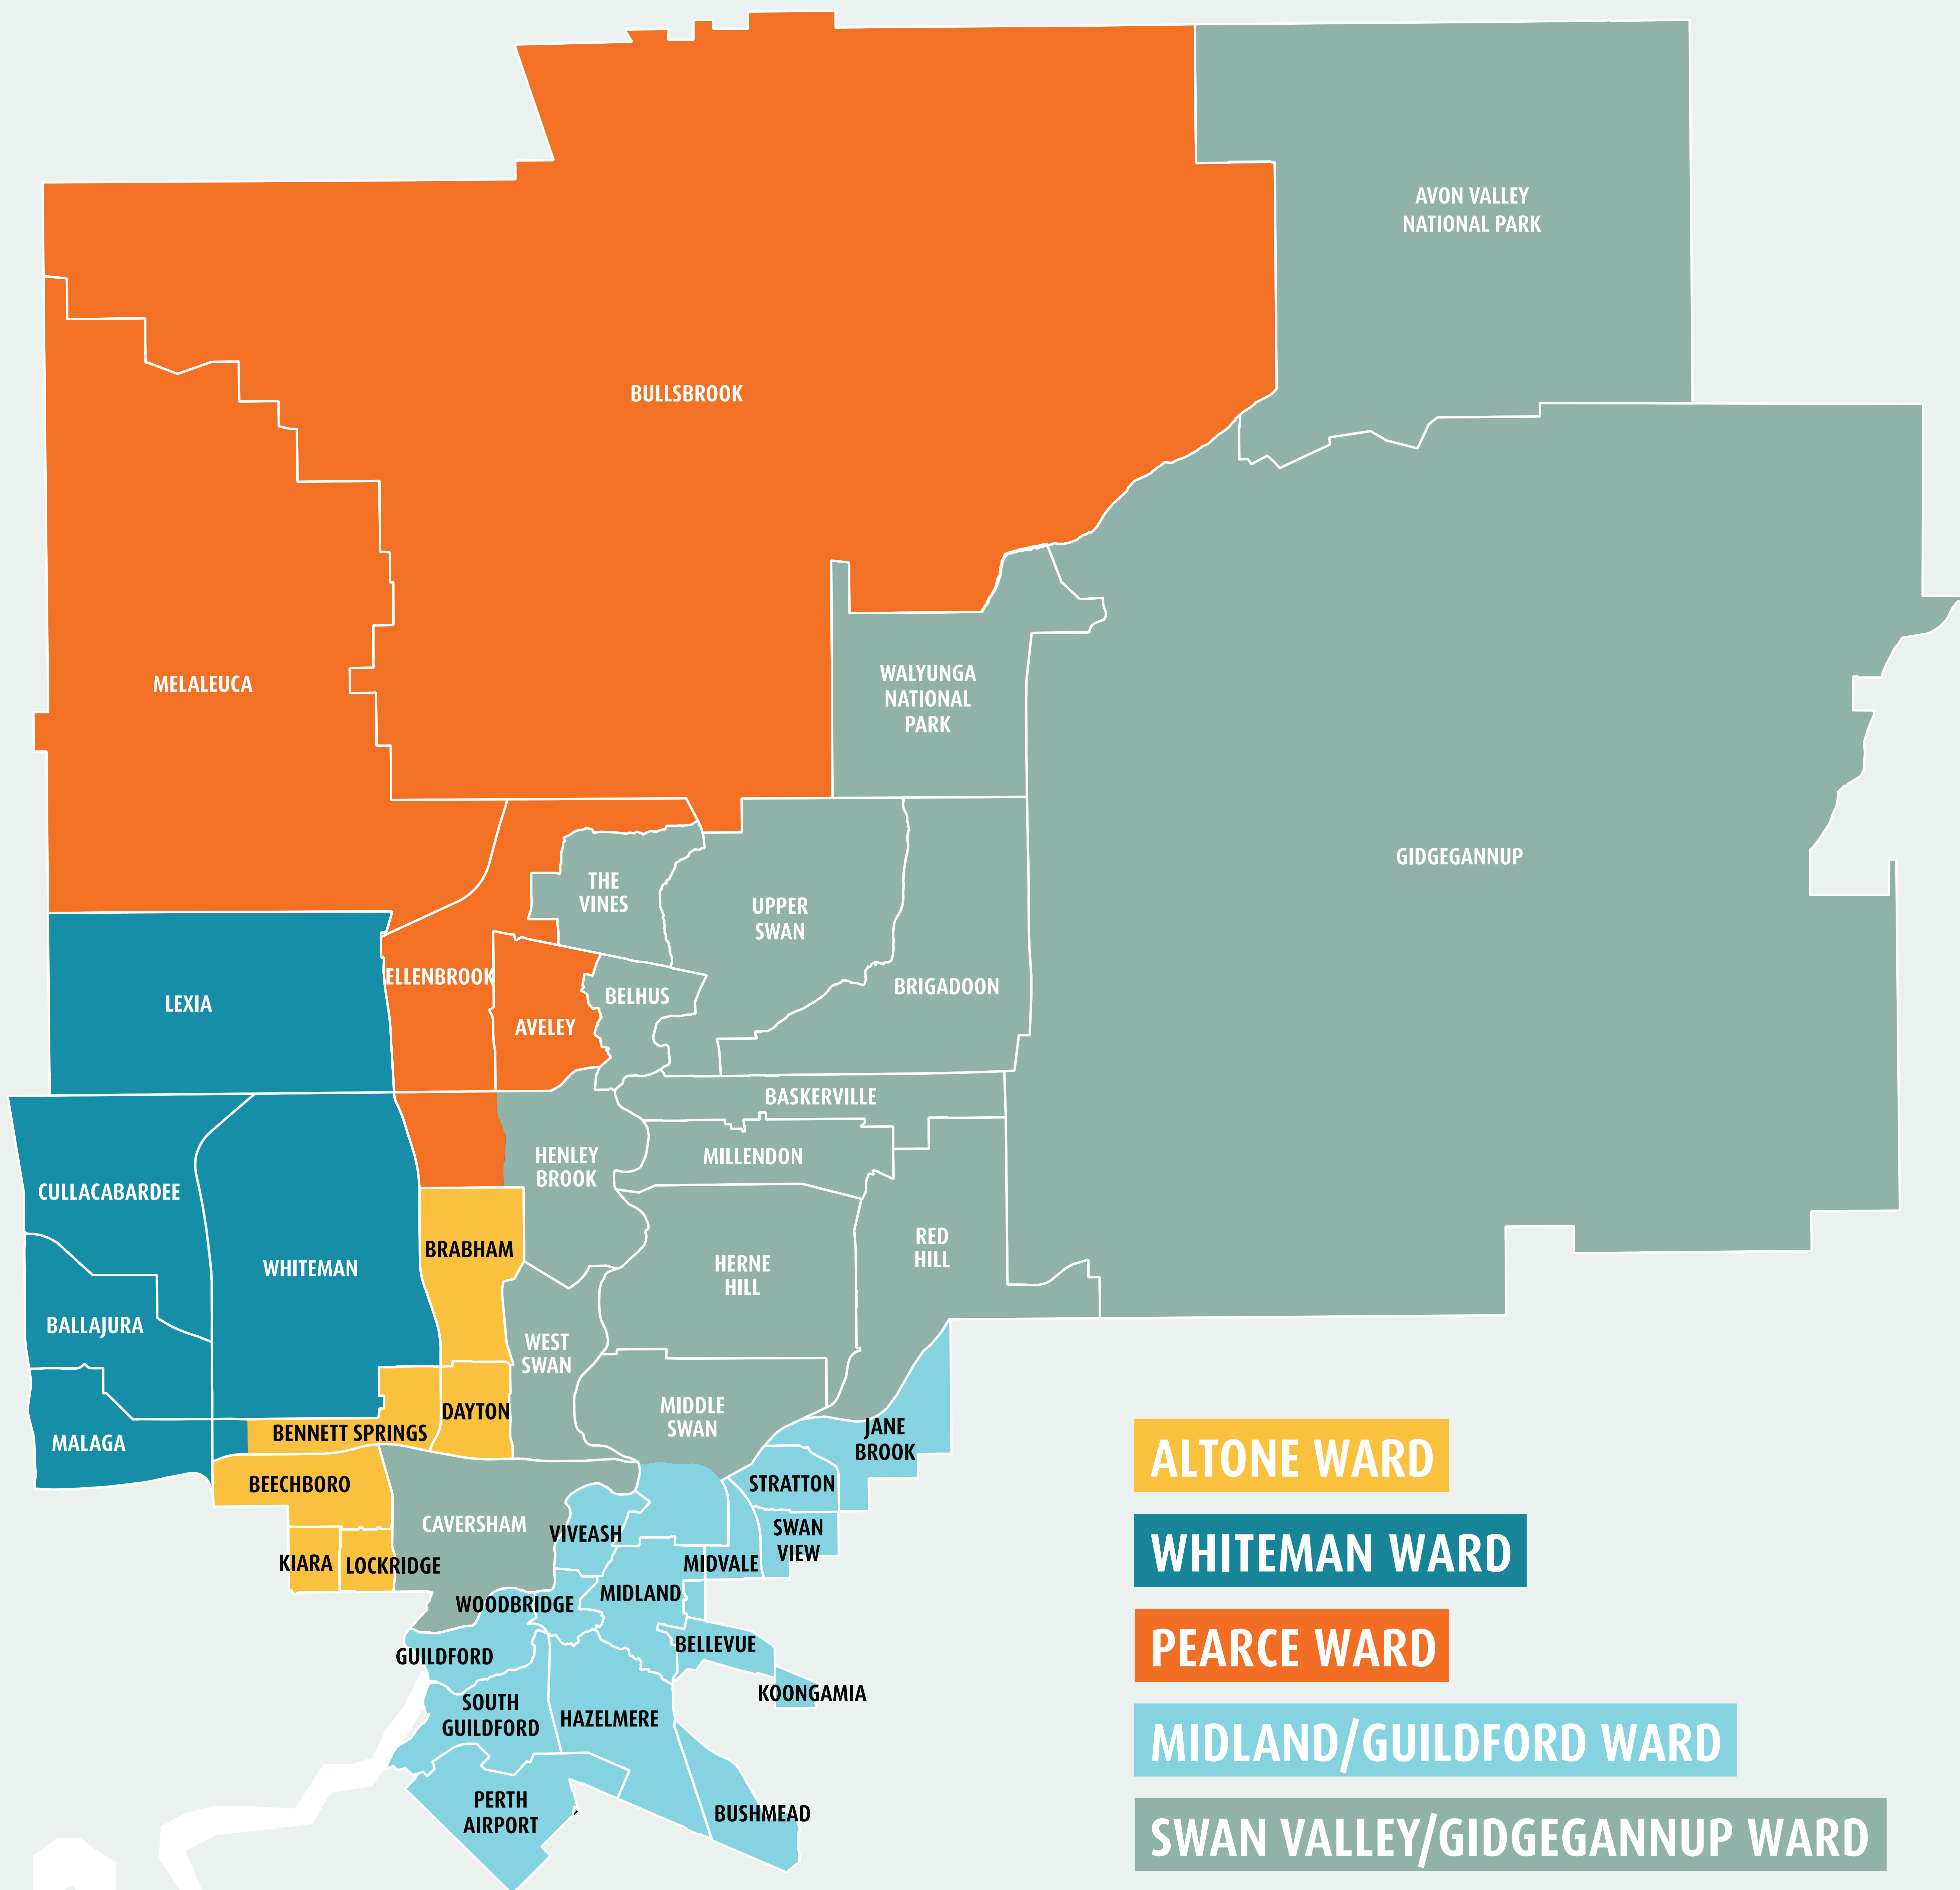 AVON VALLEY
NATIONAL PARK
BULLSBROOK
MELALEUCA
WALYUNGA
NATIONAL
PARK
GIDGEGANNUP
THE
VINES
UPPER
SWAN
ELLENBROOK
BRIGADOON
LEXIA
BELHUS
AVELEY
BASKERVILLE
HENLEY
BROOK
MILLENDON
CULLACABARDEE
BRABHAM
RED
HILL
WHITEMAN
HERNE
HILL
BALLAJURA
WEST
SWAN
MIDDLE
SWAN
DAYTON
JANE
BROOK
BENNETT SPRINGS
MALAGA
BEECHBORO
STRATTON
CAVERSHAM
VIVEASH
SWAN
VIEW
KIARA
LOCKRIDGE
MIDVALE
WOODBRIDGE
MIDLAND
GUILDFORD
BELLEVUE
KOONGAMIA
SOUTH
GUILDFORD
HAZELMERE
PERTH
AIRPORT
BUSHMEAD
ALTONE WARD
WHITEMAN WARD
PEARCE WARD
MIDLAND/GUILDFORD WARD
SWAN VALLEY/GIDGEGANNUP WARD